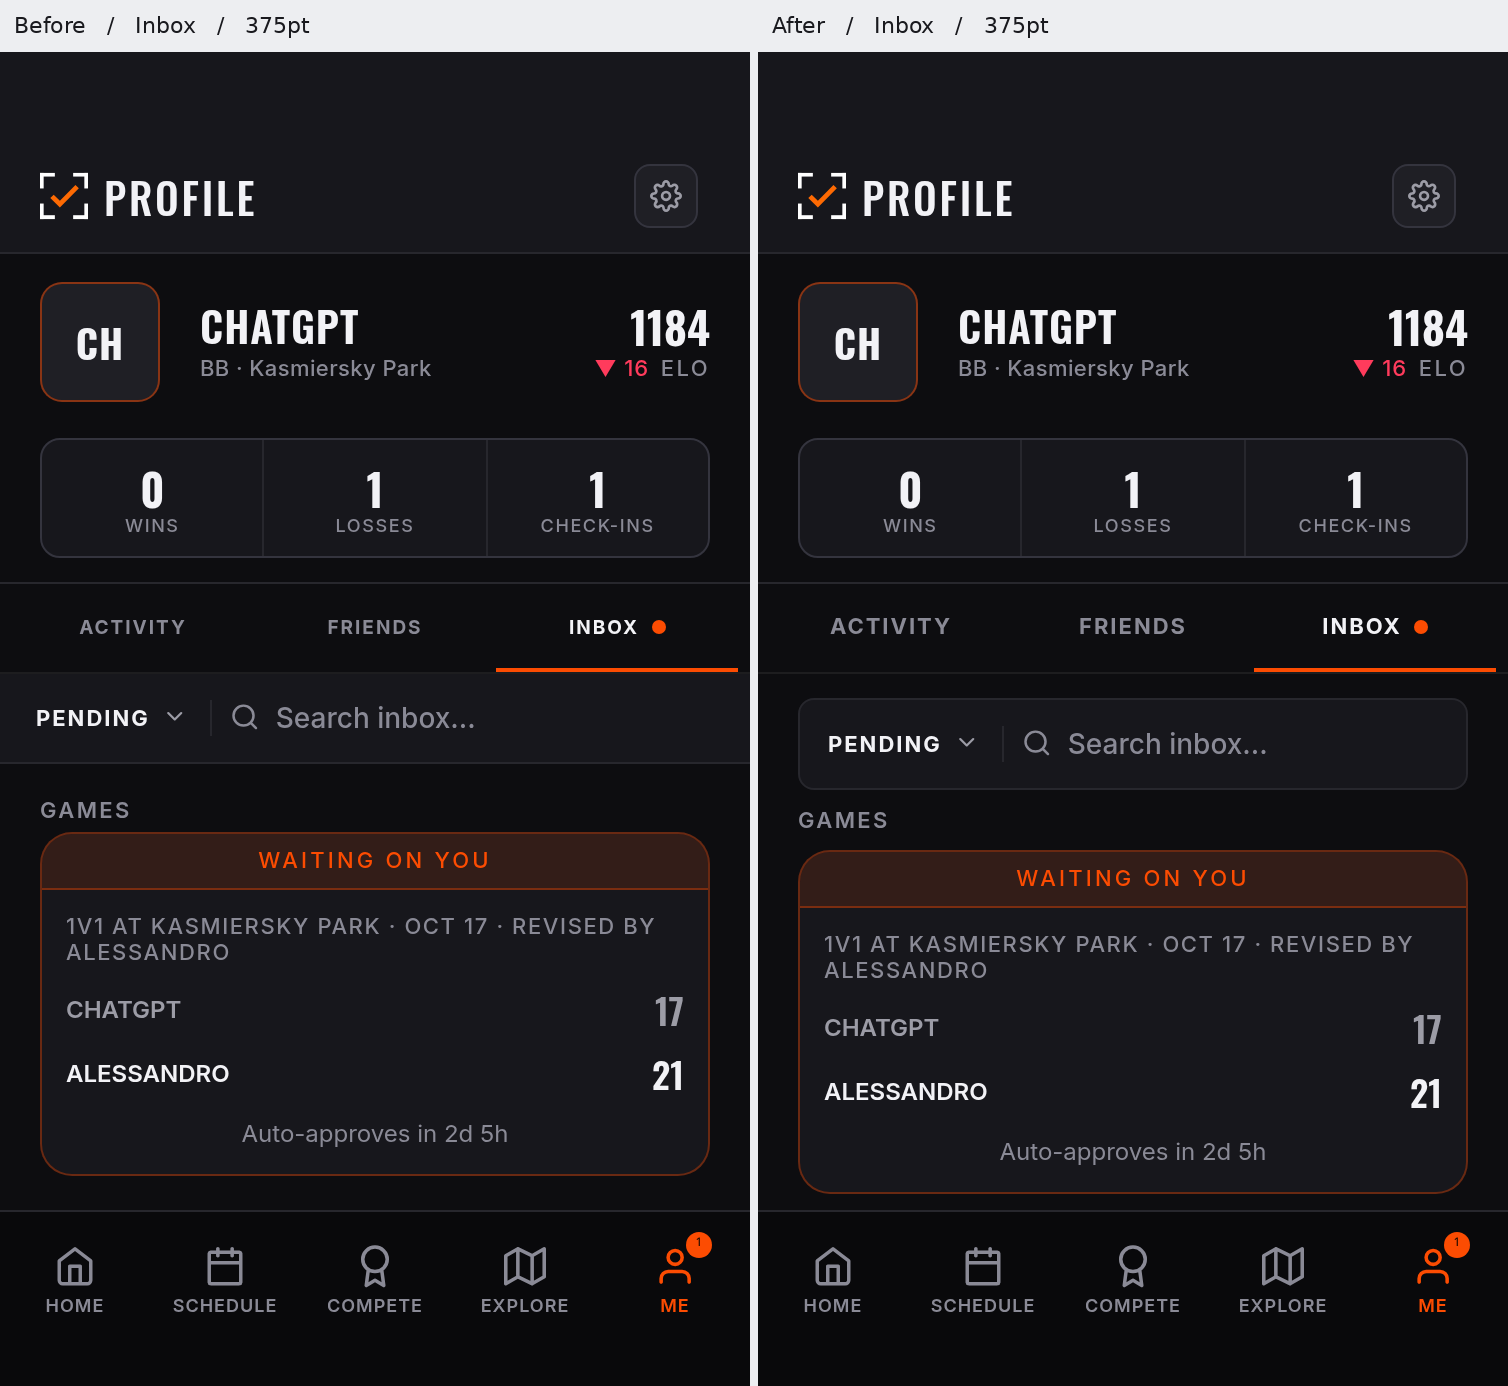 Before / Inbox / 375pt
PROFILE
CH
CHATGPT
1184
BB · Kasmiersky Park
▼ 16 ELO
0
1
1
WINS
LOSSES
CHECK-INS
ACTIVITY
FRIENDS
INBOX
PENDING
Search inbox...
GAMES
WAITING ON YOU
1V1 AT KASMIERSKY PARK · OCT 17 · REVISED BY
ALESSANDRO
CHATGPT 17
ALESSANDRO 21
Auto-approves in 2d 5h
1
HOME
SCHEDULE
COMPETE
EXPLORE
ME
After / Inbox / 375pt
PROFILE
CH
CHATGPT
1184
BB · Kasmiersky Park
▼ 16 ELO
0
1
1
WINS
LOSSES
CHECK-INS
ACTIVITY
FRIENDS
INBOX
PENDING
Search inbox...
GAMES
WAITING ON YOU
1V1 AT KASMIERSKY PARK · OCT 17 · REVISED BY
ALESSANDRO
CHATGPT 17
ALESSANDRO 21
Auto-approves in 2d 5h
1
HOME
SCHEDULE
COMPETE
EXPLORE
ME